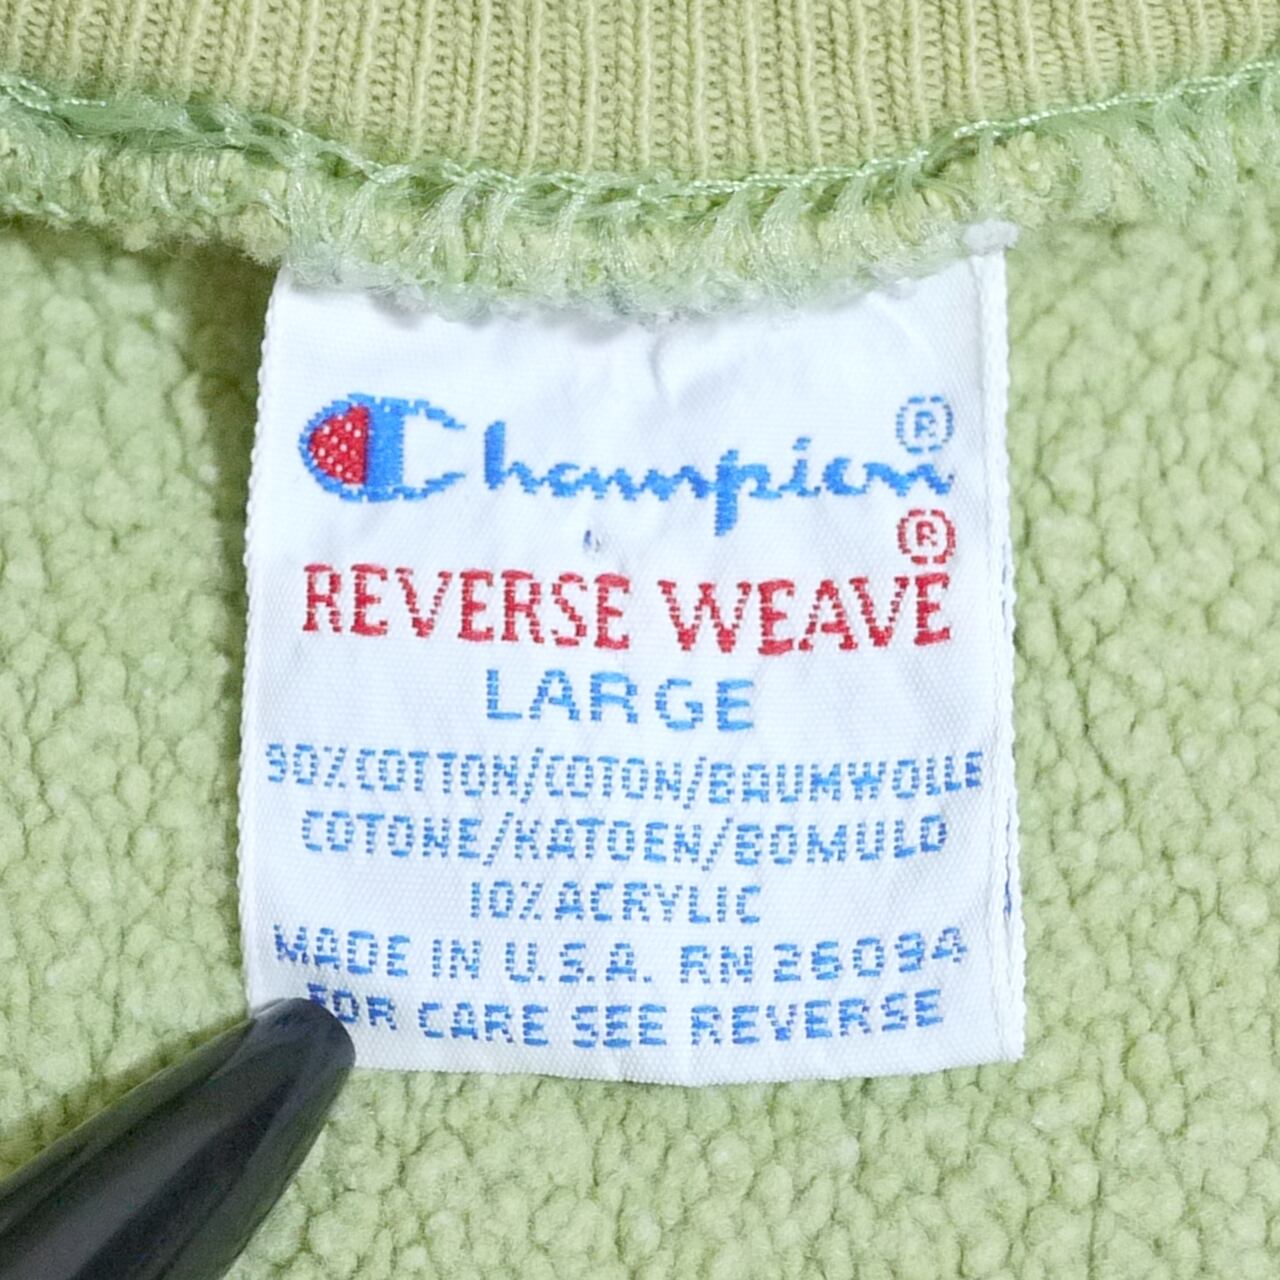 Champion®
REVERSE WEAVE®
LARGE
90% COTTON/COTON/BAUMWOLLE
COTONE/KATOEN/BOMULD
10% ACRYLIC
MADE IN U.S.A. RN 26094
FOR CARE SEE REVERSE